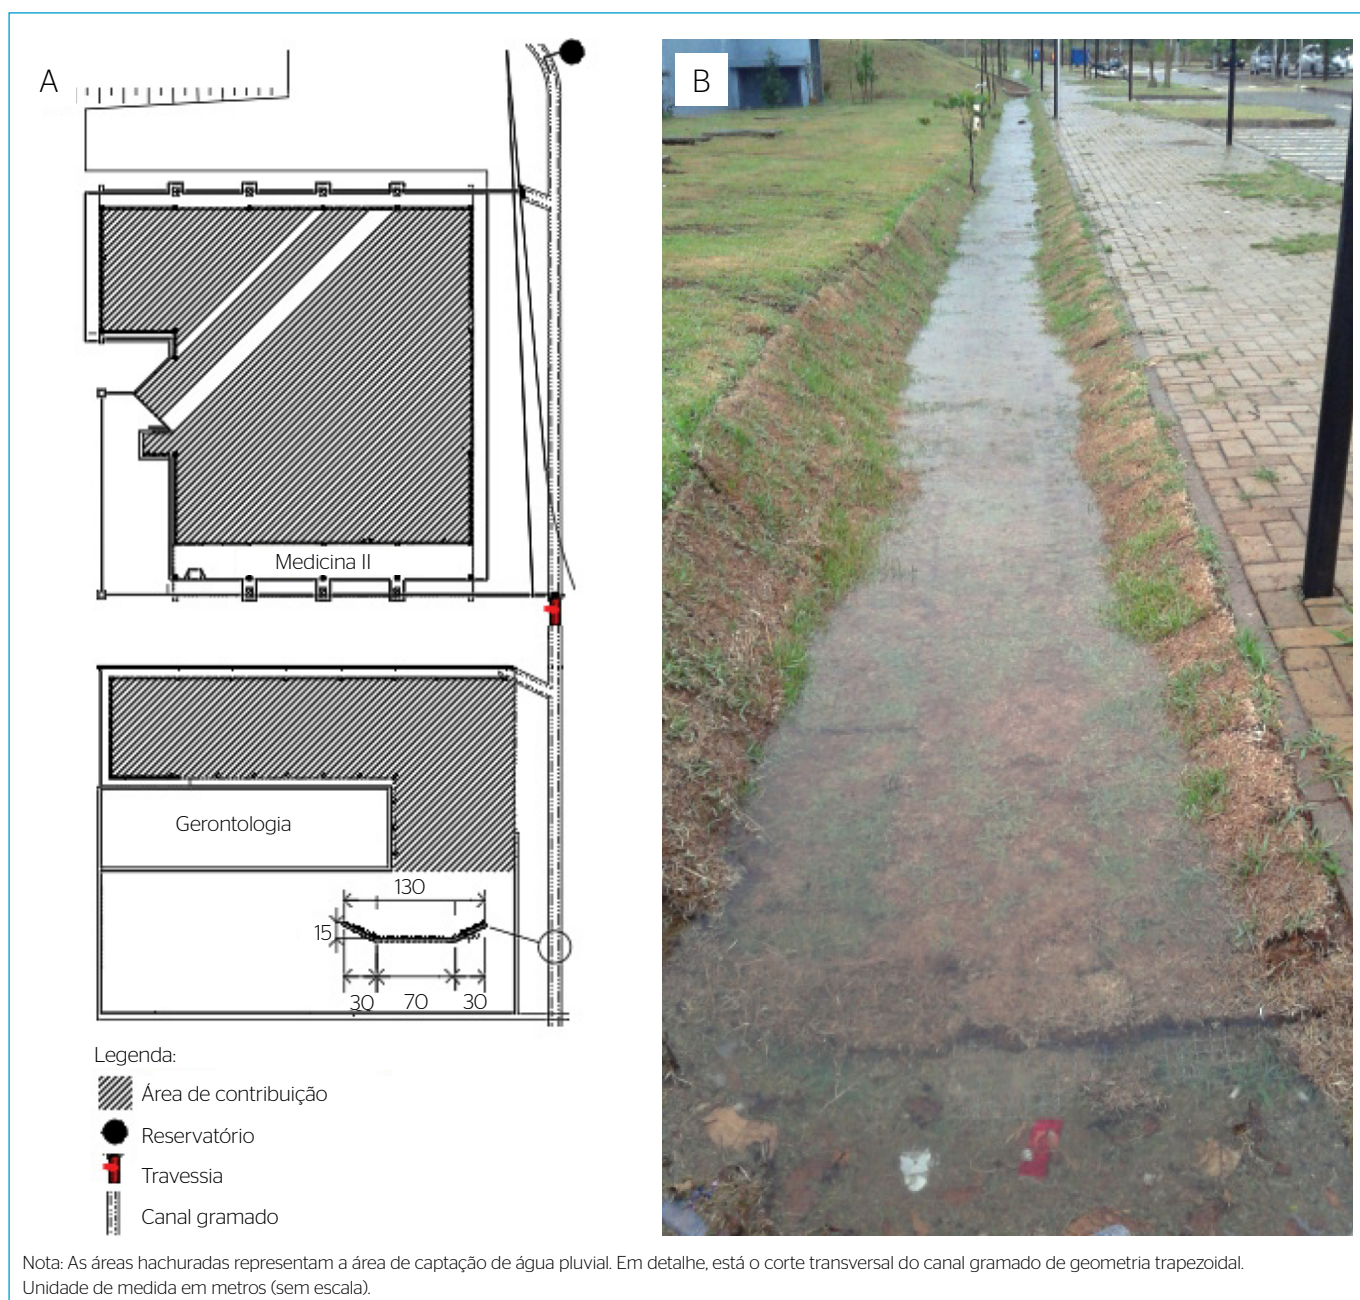 A
B
Medicina II
Gerontologia
130
15
30
70
30
Legenda:
Área de contribuição
Reservatório
Travessia
Canal gramado
Nota: As áreas hachuradas representam a área de captação de água pluvial. Em detalhe, está o corte transversal do canal gramado de geometria trapezoidal.
Unidade de medida em metros (sem escala).